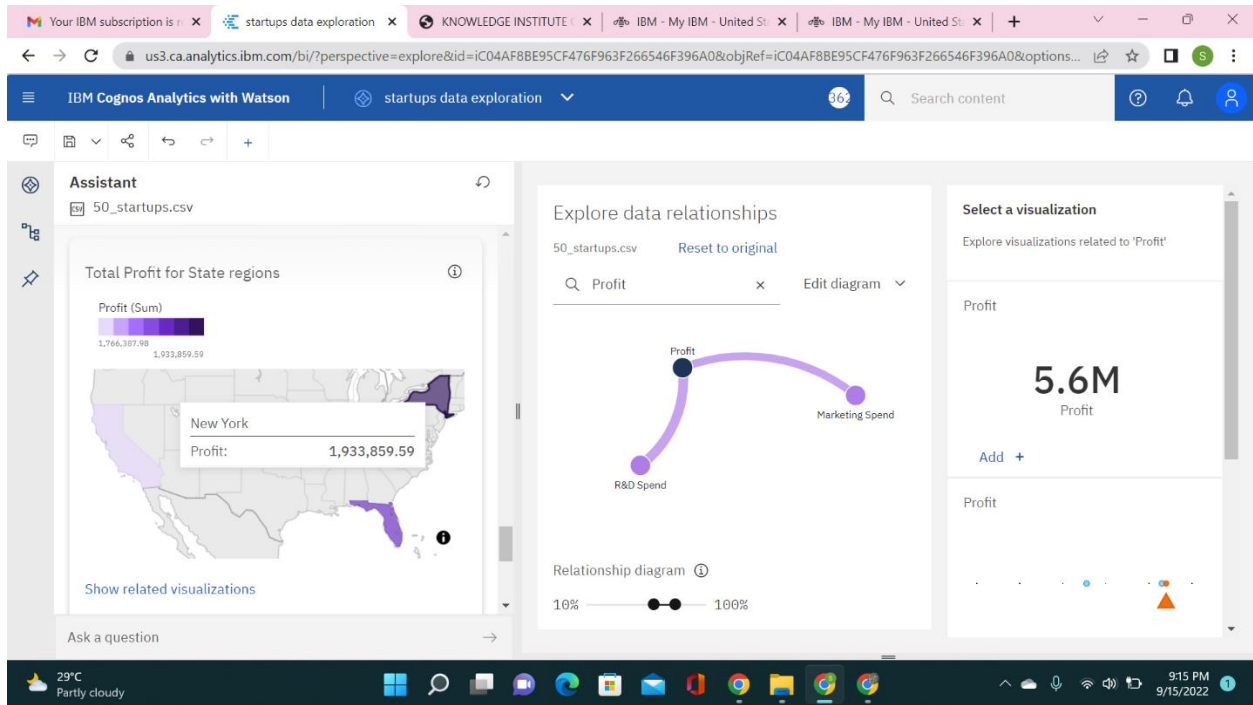 Your IBM subscription is r
startups data exploration
KNOWLEDGE INSTITUTE
IBM - My IBM - United St
IBM - My IBM - United St
us3.ca.analytics.ibm.com/bi/?perspective=explore&id=iC04AF8BE95CF476F963F266546F396A0&objRef=iC04AF8BE95CF476F963F266546F396A0&options...
S
IBM Cognos Analytics with Watson
startups data exploration
362
Search content
Assistant
CSV 50_startups.csv
Total Profit for State regions
Profit (Sum)
1,766,387.98
1,933,859.59
New York
Profit: 1,933,859.59
Show related visualizations
Ask a question
Explore data relationships
50_startups.csv Reset to original
Profit
Edit diagram
Profit
Marketing Spend
R&D Spend
Relationship diagram
10% 100%
Select a visualization
Explore visualizations related to 'Profit'
Profit
5.6M
Profit
Add +
Profit
29°C
Partly cloudy
9:15 PM
9/15/2022
1